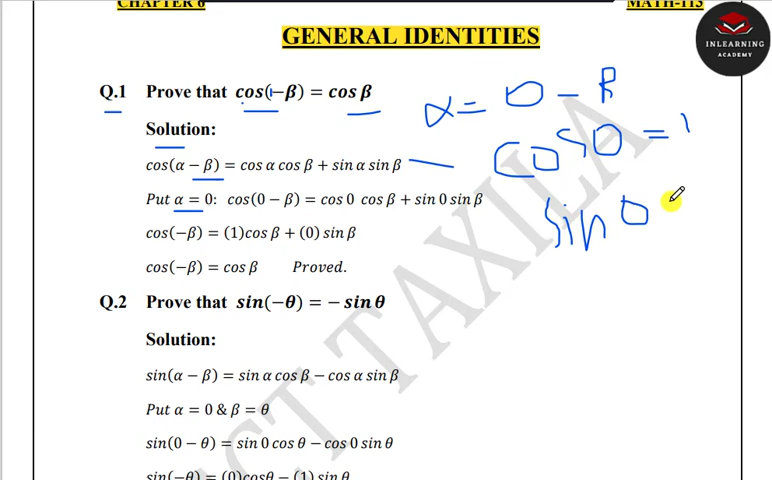 CHAPTER 6
MATH-113
GENERAL IDENTITIES
INLEARNING
ACADEMY
Q.1 Prove that cos(−β) = cos β
α = 0 − β
Solution:
cos 0 = 1
cos(α − β) = cos α cos β + sin α sin β
Put α = 0: cos(0 − β) = cos 0 cos β + sin 0 sin β
sin 0
cos(−β) = (1)cos β + (0) sin β
cos(−β) = cos β Proved.
Q.2 Prove that sin(−θ) = − sin θ
Solution:
sin(α − β) = sin α cos β − cos α sin β
Put α = 0 & β = θ
sin(0 − θ) = sin 0 cos θ − cos 0 sin θ
sin(−θ) = (0)cosθ − (1) sin θ
CT TAXILA